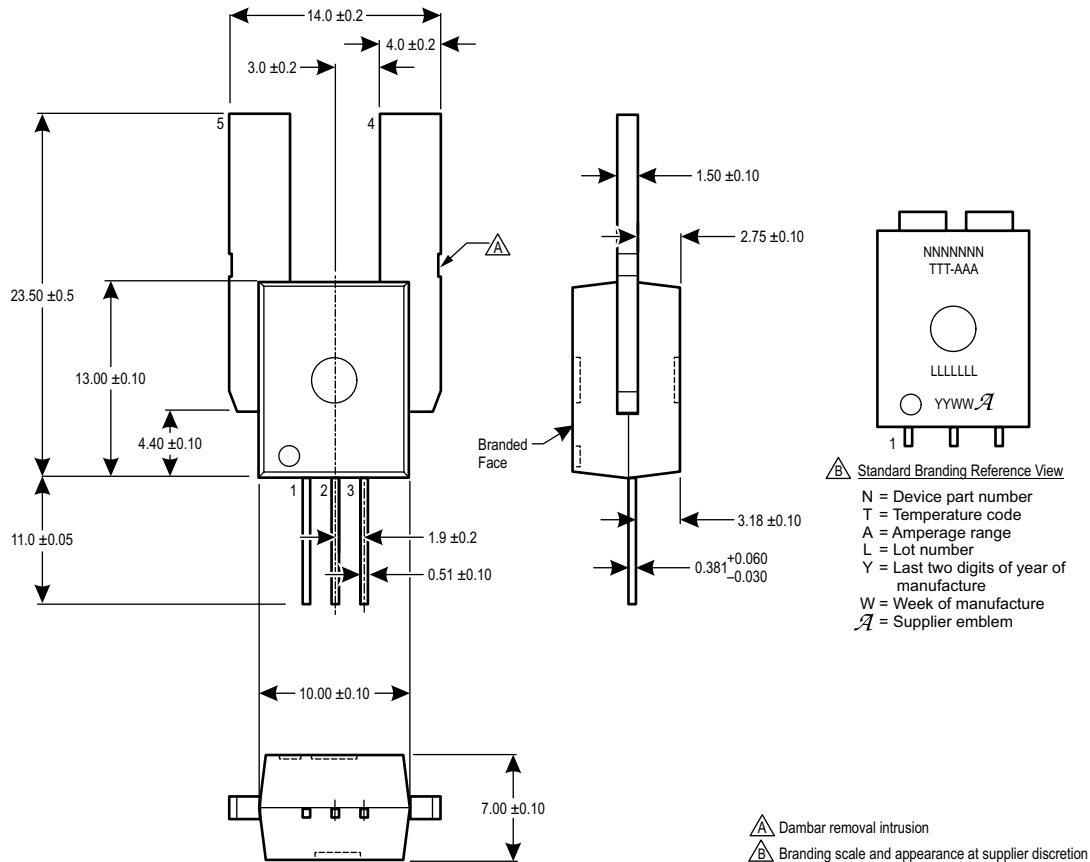 14.0 ±0.2
4.0 ±0.2
3.0 ±0.2
5
4
A
23.50 ±0.5
13.00 ±0.10
4.40 ±0.10
1
2
3
11.0 ±0.05
1.9 ±0.2
0.51 ±0.10
10.00 ±0.10
7.00 ±0.10
1.50 ±0.10
2.75 ±0.10
Branded
Face
3.18 ±0.10
0.381 +0.060
–0.030
NNNNNNN
TTT-AAA
LLLLLLL
YYWW A
1
B Standard Branding Reference View
N = Device part number
T = Temperature code
A = Amperage range
L = Lot number
Y = Last two digits of year of
manufacture
W = Week of manufacture
A = Supplier emblem
A Dambar removal intrusion
B Branding scale and appearance at supplier discretion